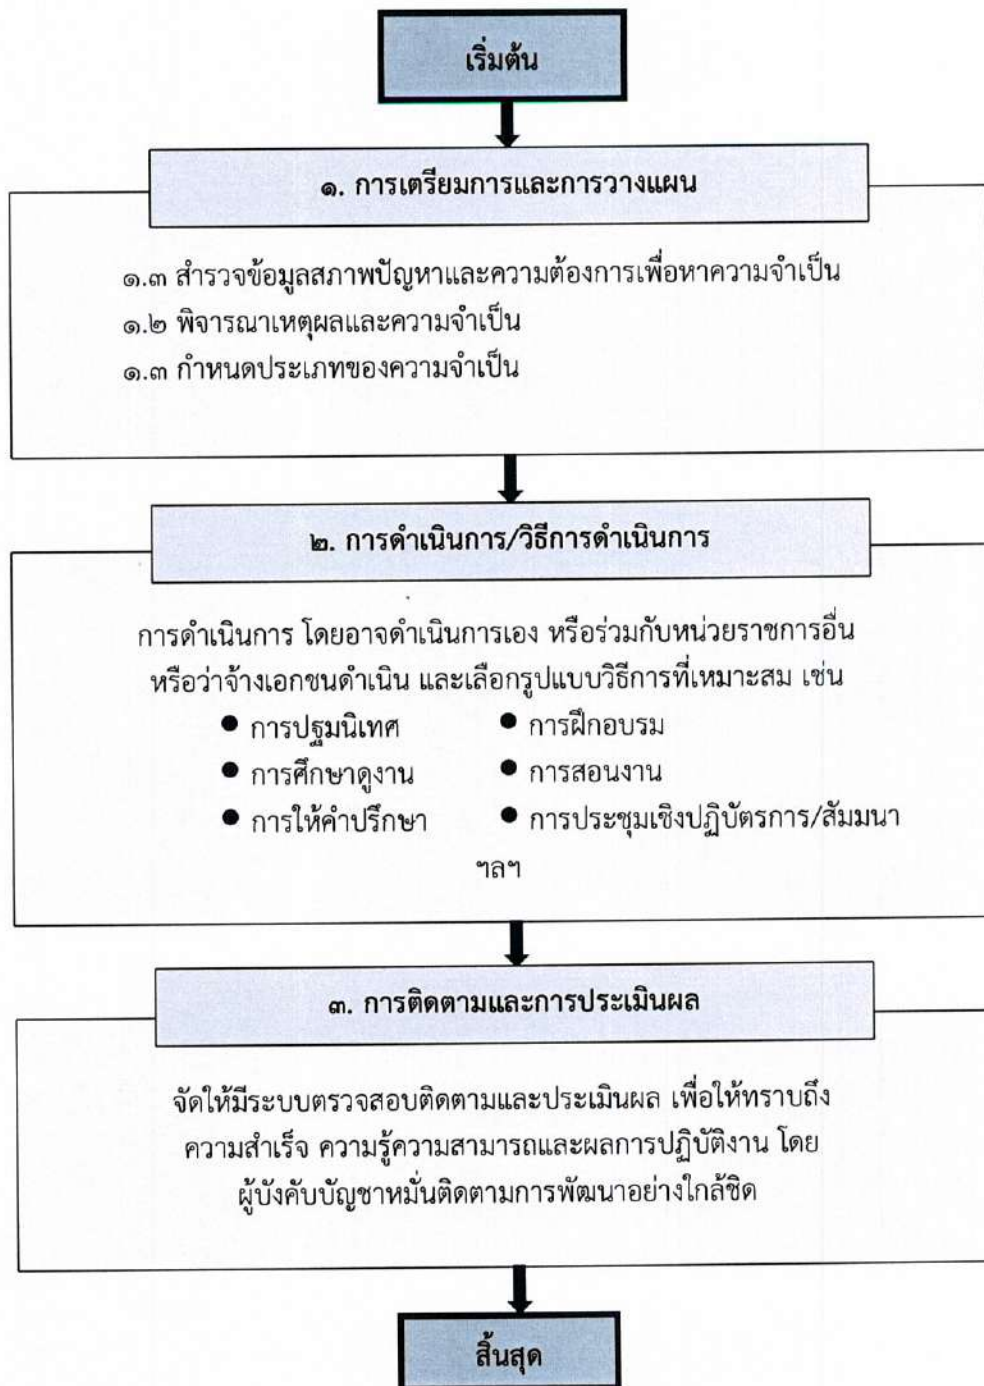 เริ่มต้น
๑. การเตรียมการและการวางแผน
๑.๓ สำรวจข้อมูลสภาพปัญหาและความต้องการเพื่อหาความจำเป็น
๑.๒ พิจารณาเหตุผลและความจำเป็น
๑.๓ กำหนดประเภทของความจำเป็น
๒. การดำเนินการ/วิธีการดำเนินการ
การดำเนินการ โดยอาจดำเนินการเอง หรือร่วมกับหน่วยราชการอื่น
หรือว่าจ้างเอกชนดำเนิน และเลือกรูปแบบวิธีการที่เหมาะสม เช่น
● การปฐมนิเทศ ● การฝึกอบรม
● การศึกษาดูงาน ● การสอนงาน
● การให้คำปรึกษา ● การประชุมเชิงปฏิบัตรการ/สัมมนา
ฯลฯ
๓. การติดตามและการประเมินผล
จัดให้มีระบบตรวจสอบติดตามและประเมินผล เพื่อให้ทราบถึง
ความสำเร็จ ความรู้ความสามารถและผลการปฏิบัติงาน โดย
ผู้บังคับบัญชาหมั่นติดตามการพัฒนาอย่างใกล้ชิด
สิ้นสุด